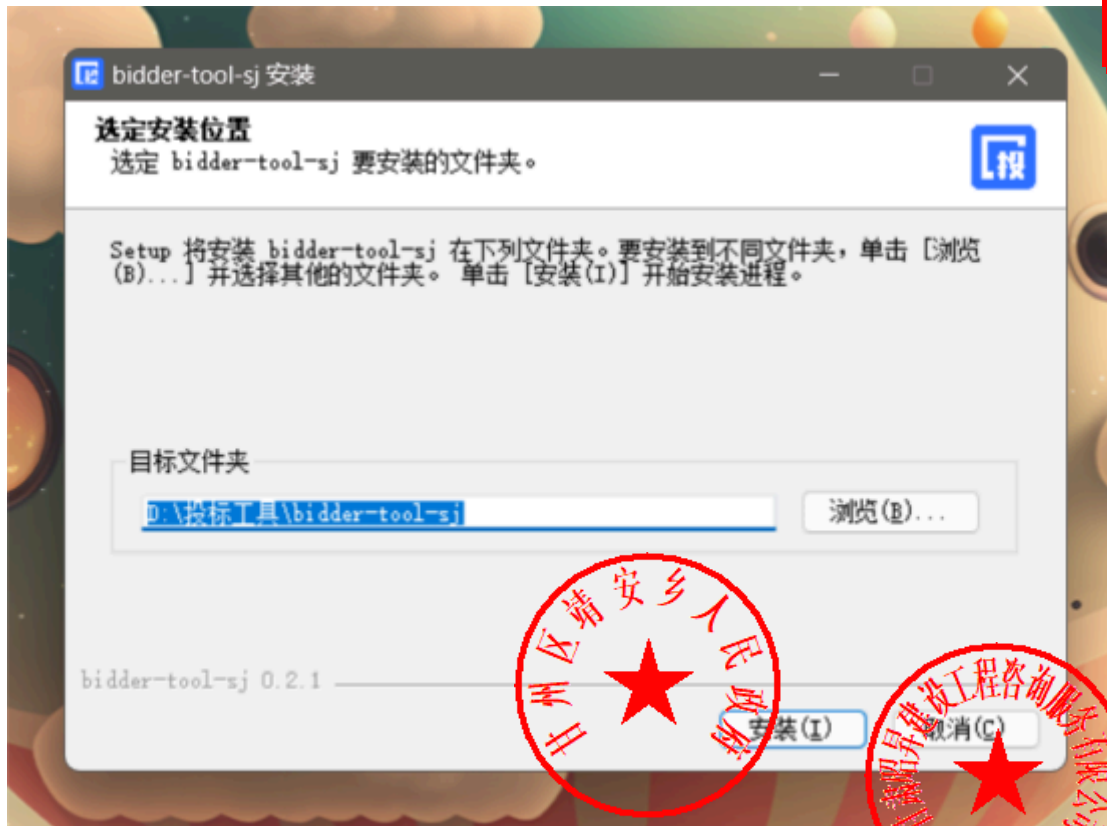 bidder-tool-sj 安装
选定安装位置
选定 bidder-tool-sj 要安装的文件夹。
投
Setup 将安装 bidder-tool-sj 在下列文件夹。要安装到不同文件夹，单击 [浏览
(B)...] 并选择其他的文件夹。 单击 [安装(I)] 开始安装进程。
目标文件夹
D:\投标工具\bidder-tool-sj
浏览(B)...
甘州区靖安乡人民政府
bidder-tool-sj 0.2.1
安装(I)
取消(C)
昇建设工程咨询服务有限公司